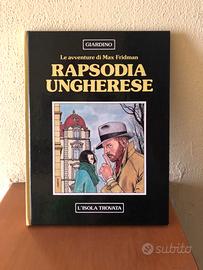 GIARDINO
Le avventure di Max Fridman
RAPSODIA
UNGHERESE
L'ISOLA TROVATA
subito